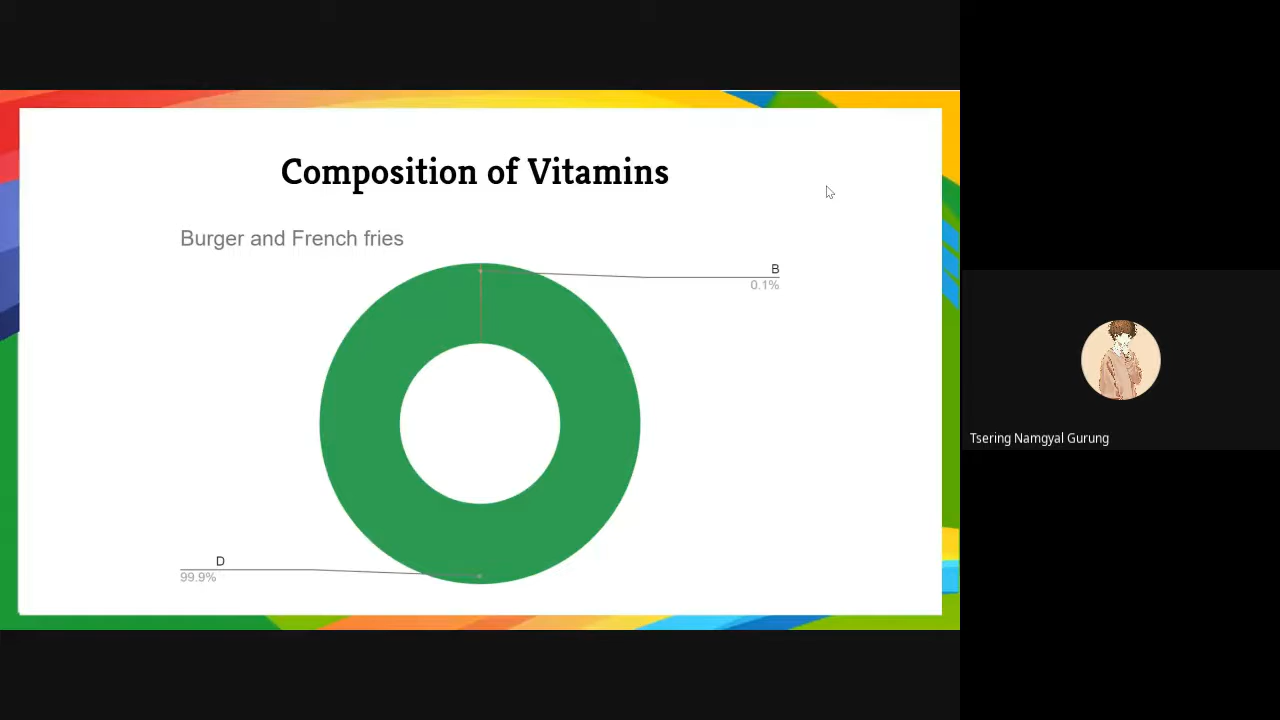 Composition of Vitamins
Burger and French fries
B
0.1%
D
99.9%
Tsering Namgyal Gurung